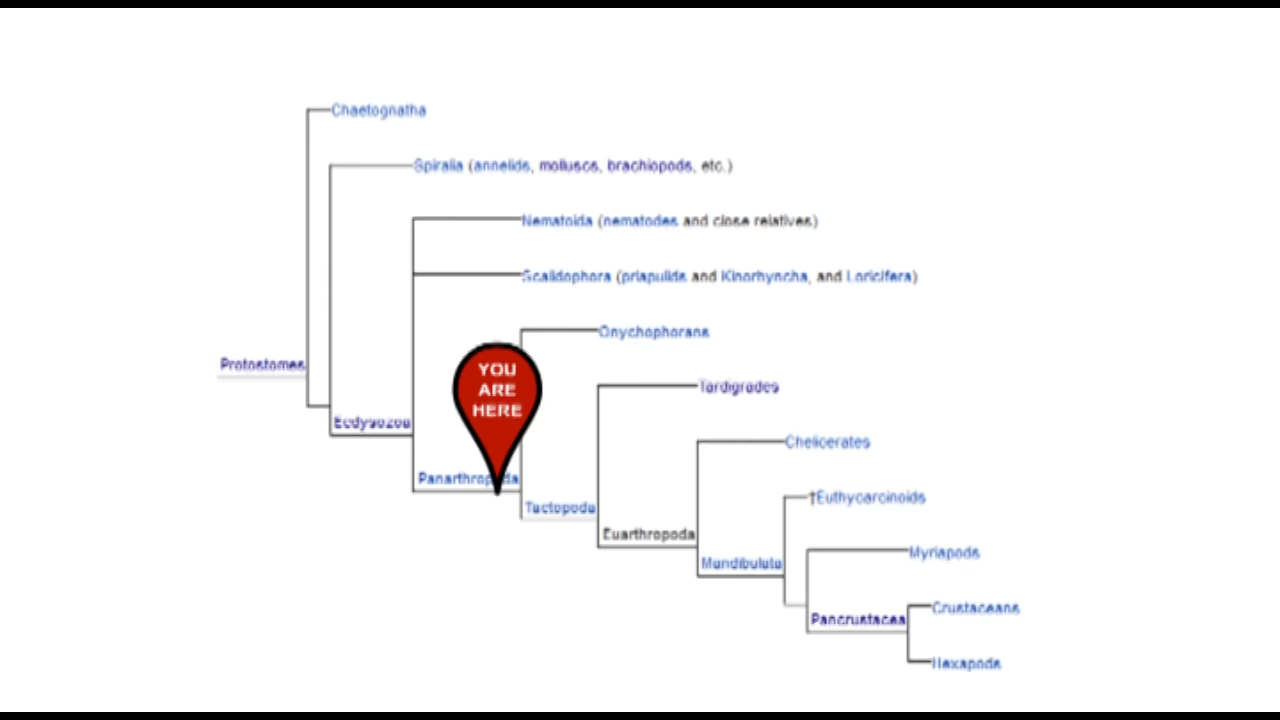 Chaetognatha
Spiralia (annelids, molluscs, brachiopods, etc.)
Nematoida (nematodes and close relatives)
Scalidophora (priapulids and Kinorhyncha, and Loricifera)
Onychophorans
Protostomes
YOU
ARE
HERE
Tardigrades
Ecdysozoa
Chelicerates
Panarthropoda
†Euthycarcinoids
Tactopoda
Euarthropoda
Myriapods
Mandibulata
Crustaceans
Pancrustacea
Hexapods